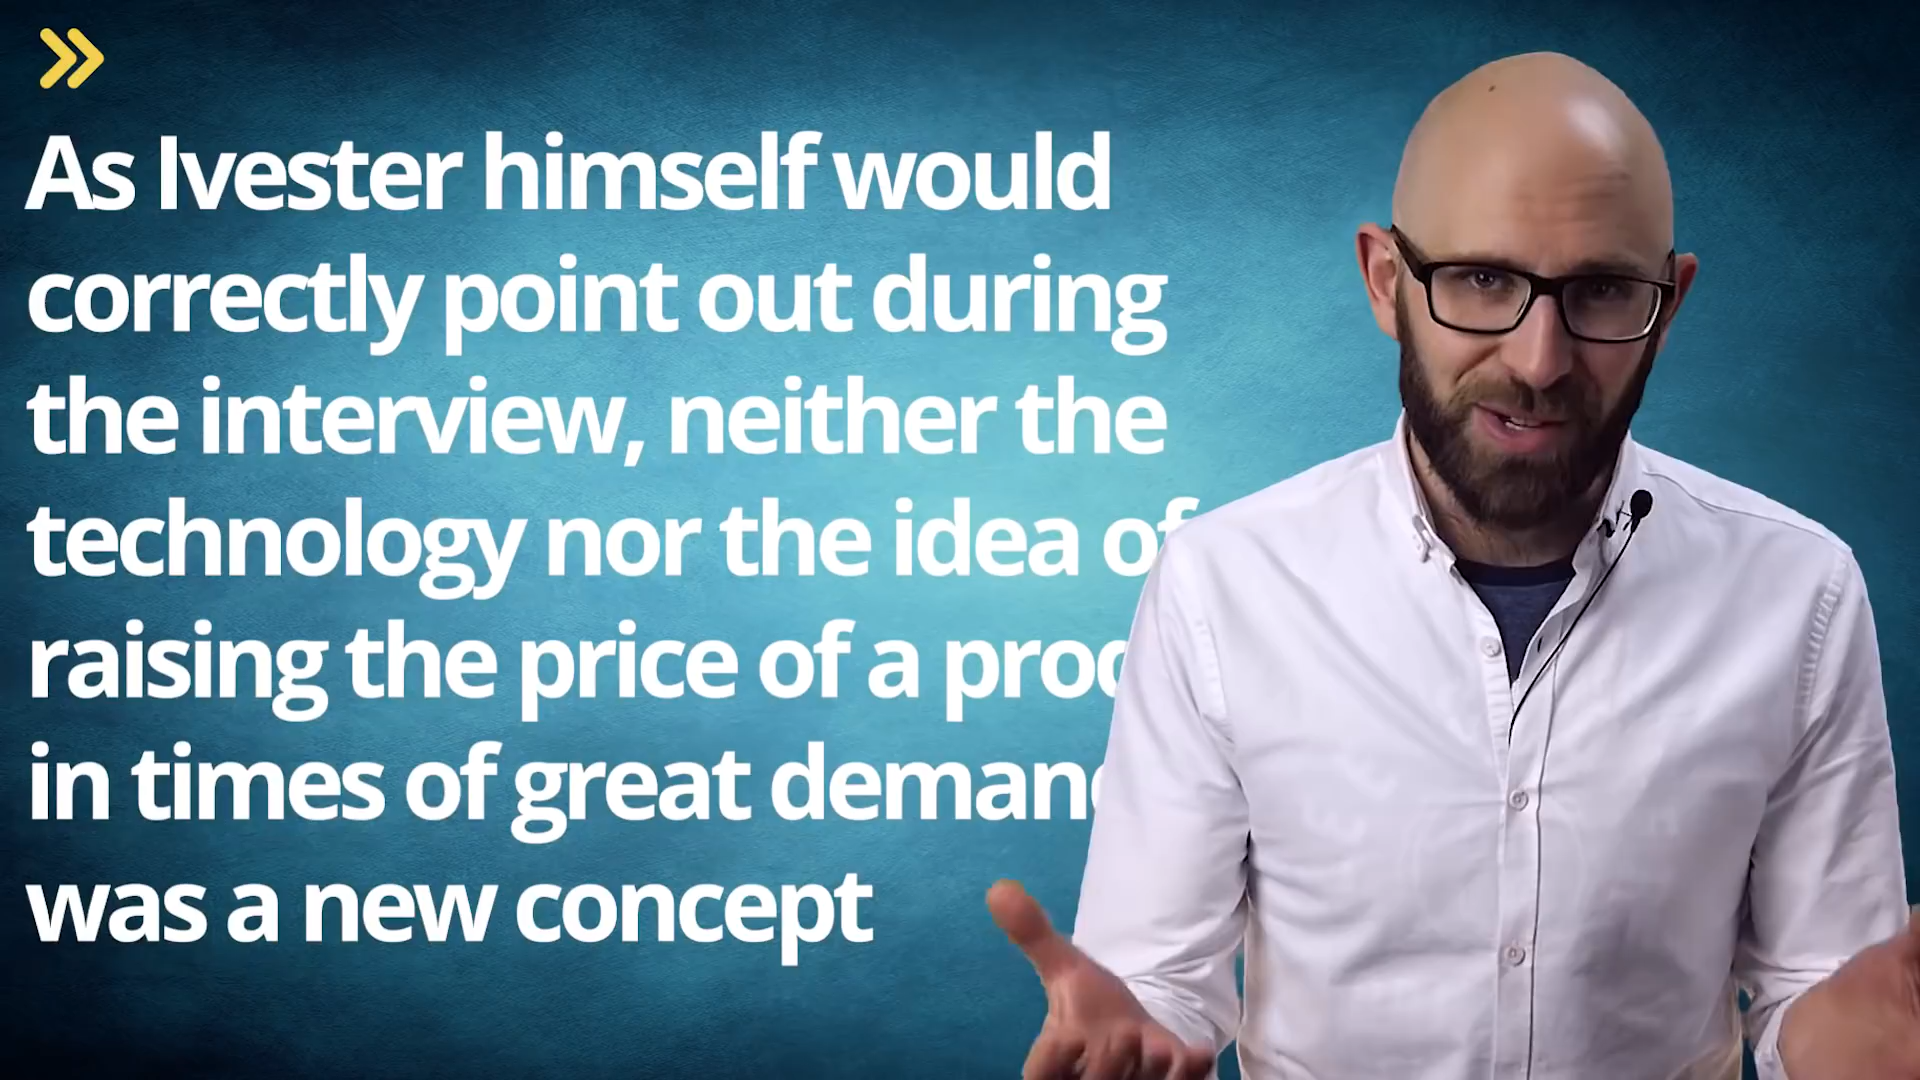 As Ivester himself would
correctly point out during
the interview, neither the
technology nor the idea of
raising the price of a
in times of great
was a new concept